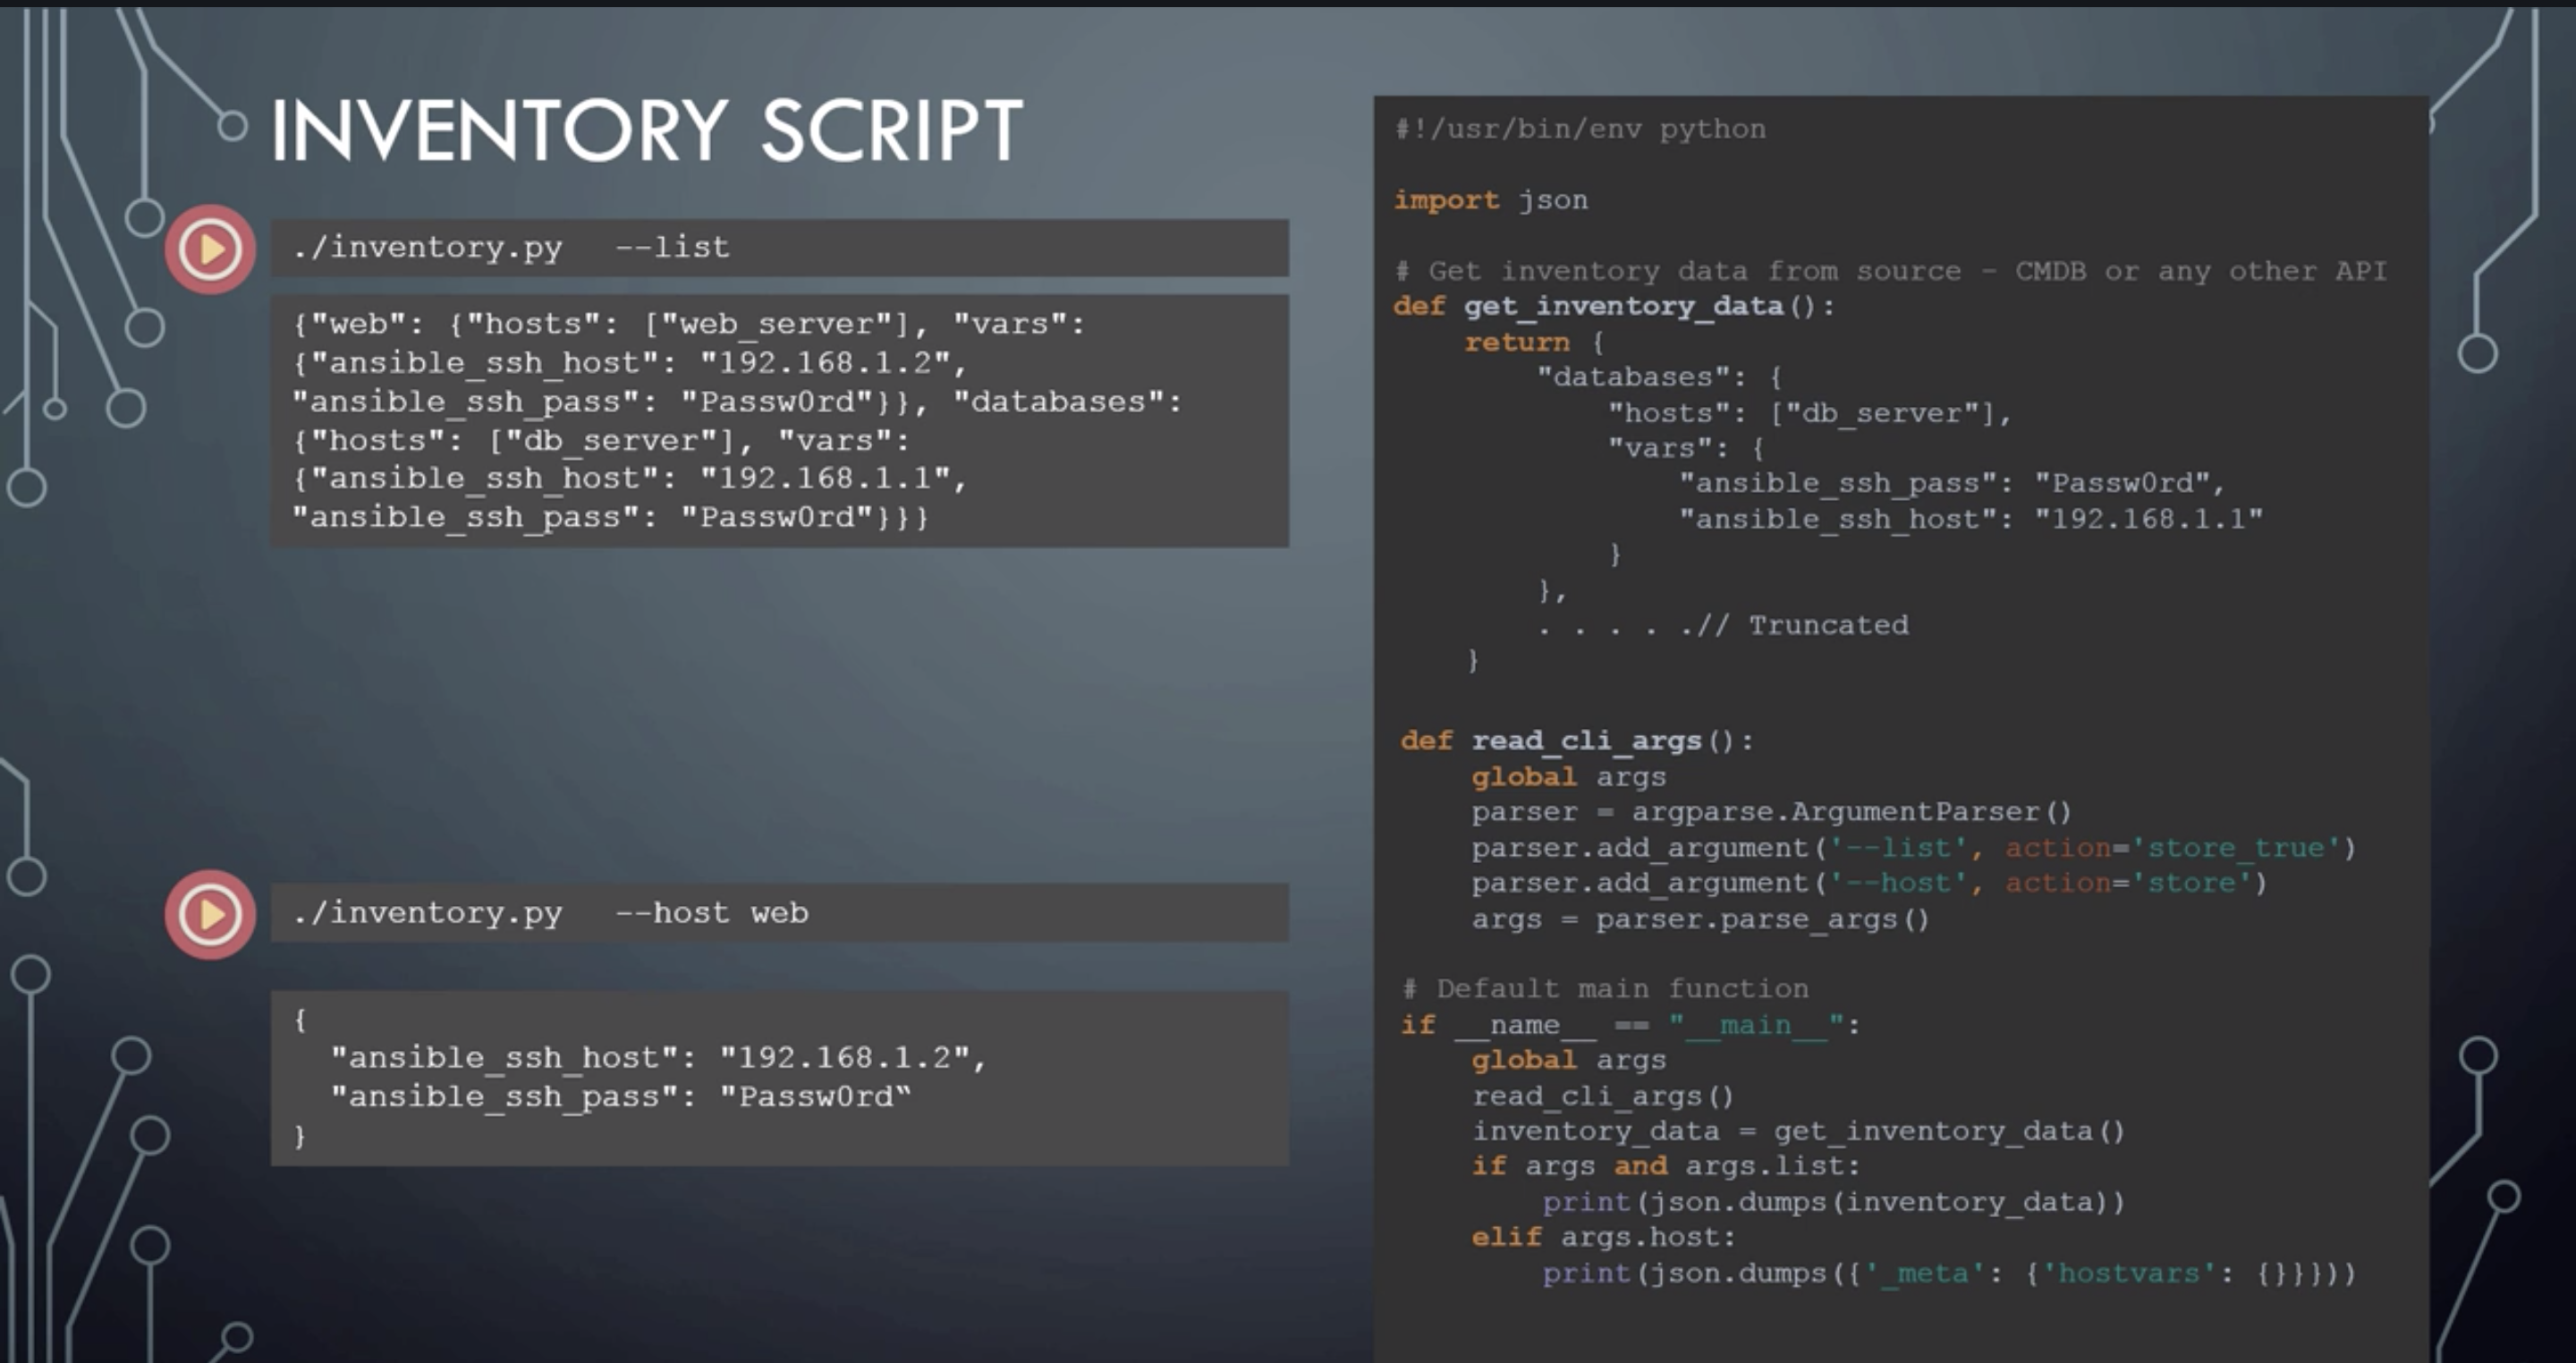 INVENTORY SCRIPT
./inventory.py --list
{"web": {"hosts": ["web_server"], "vars":
{"ansible_ssh_host": "192.168.1.2",
"ansible_ssh_pass": "Passw0rd"}}, "databases":
{"hosts": ["db_server"], "vars":
{"ansible_ssh_host": "192.168.1.1",
"ansible_ssh_pass": "Passw0rd"}}}
./inventory.py --host web
{
  "ansible_ssh_host": "192.168.1.2",
  "ansible_ssh_pass": "Passw0rd‟
}
#!/usr/bin/env python
import json
# Get inventory data from source – CMDB or any other API
def get_inventory_data():
    return {
        "databases": {
            "hosts": ["db_server"],
            "vars": {
                "ansible_ssh_pass": "Passw0rd",
                "ansible_ssh_host": "192.168.1.1"
            }
        },
        . . . . .// Truncated
    }
def read_cli_args():
    global args
    parser = argparse.ArgumentParser()
    parser.add_argument('--list', action='store_true')
    parser.add_argument('--host', action='store')
    args = parser.parse_args()
# Default main function
if __name__ == "__main__":
    global args
    read_cli_args()
    inventory_data = get_inventory_data()
    if args and args.list:
        print(json.dumps(inventory_data))
    elif args.host:
        print(json.dumps({'_meta': {'hostvars': {}}}))